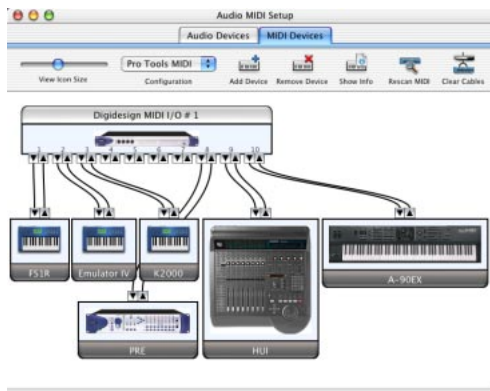 Audio MIDI Setup
Audio Devices MIDI Devices
Pro Tools MIDI
View Icon Size Configuration Add Device Remove Device Show Info Rescan MIDI Clear Cables
Digidesign MIDI I/O # 1
1 2 3 4 5 6 7 8 9 10
FS1R Emulator IV K2000
A-90EX
PRE HUI